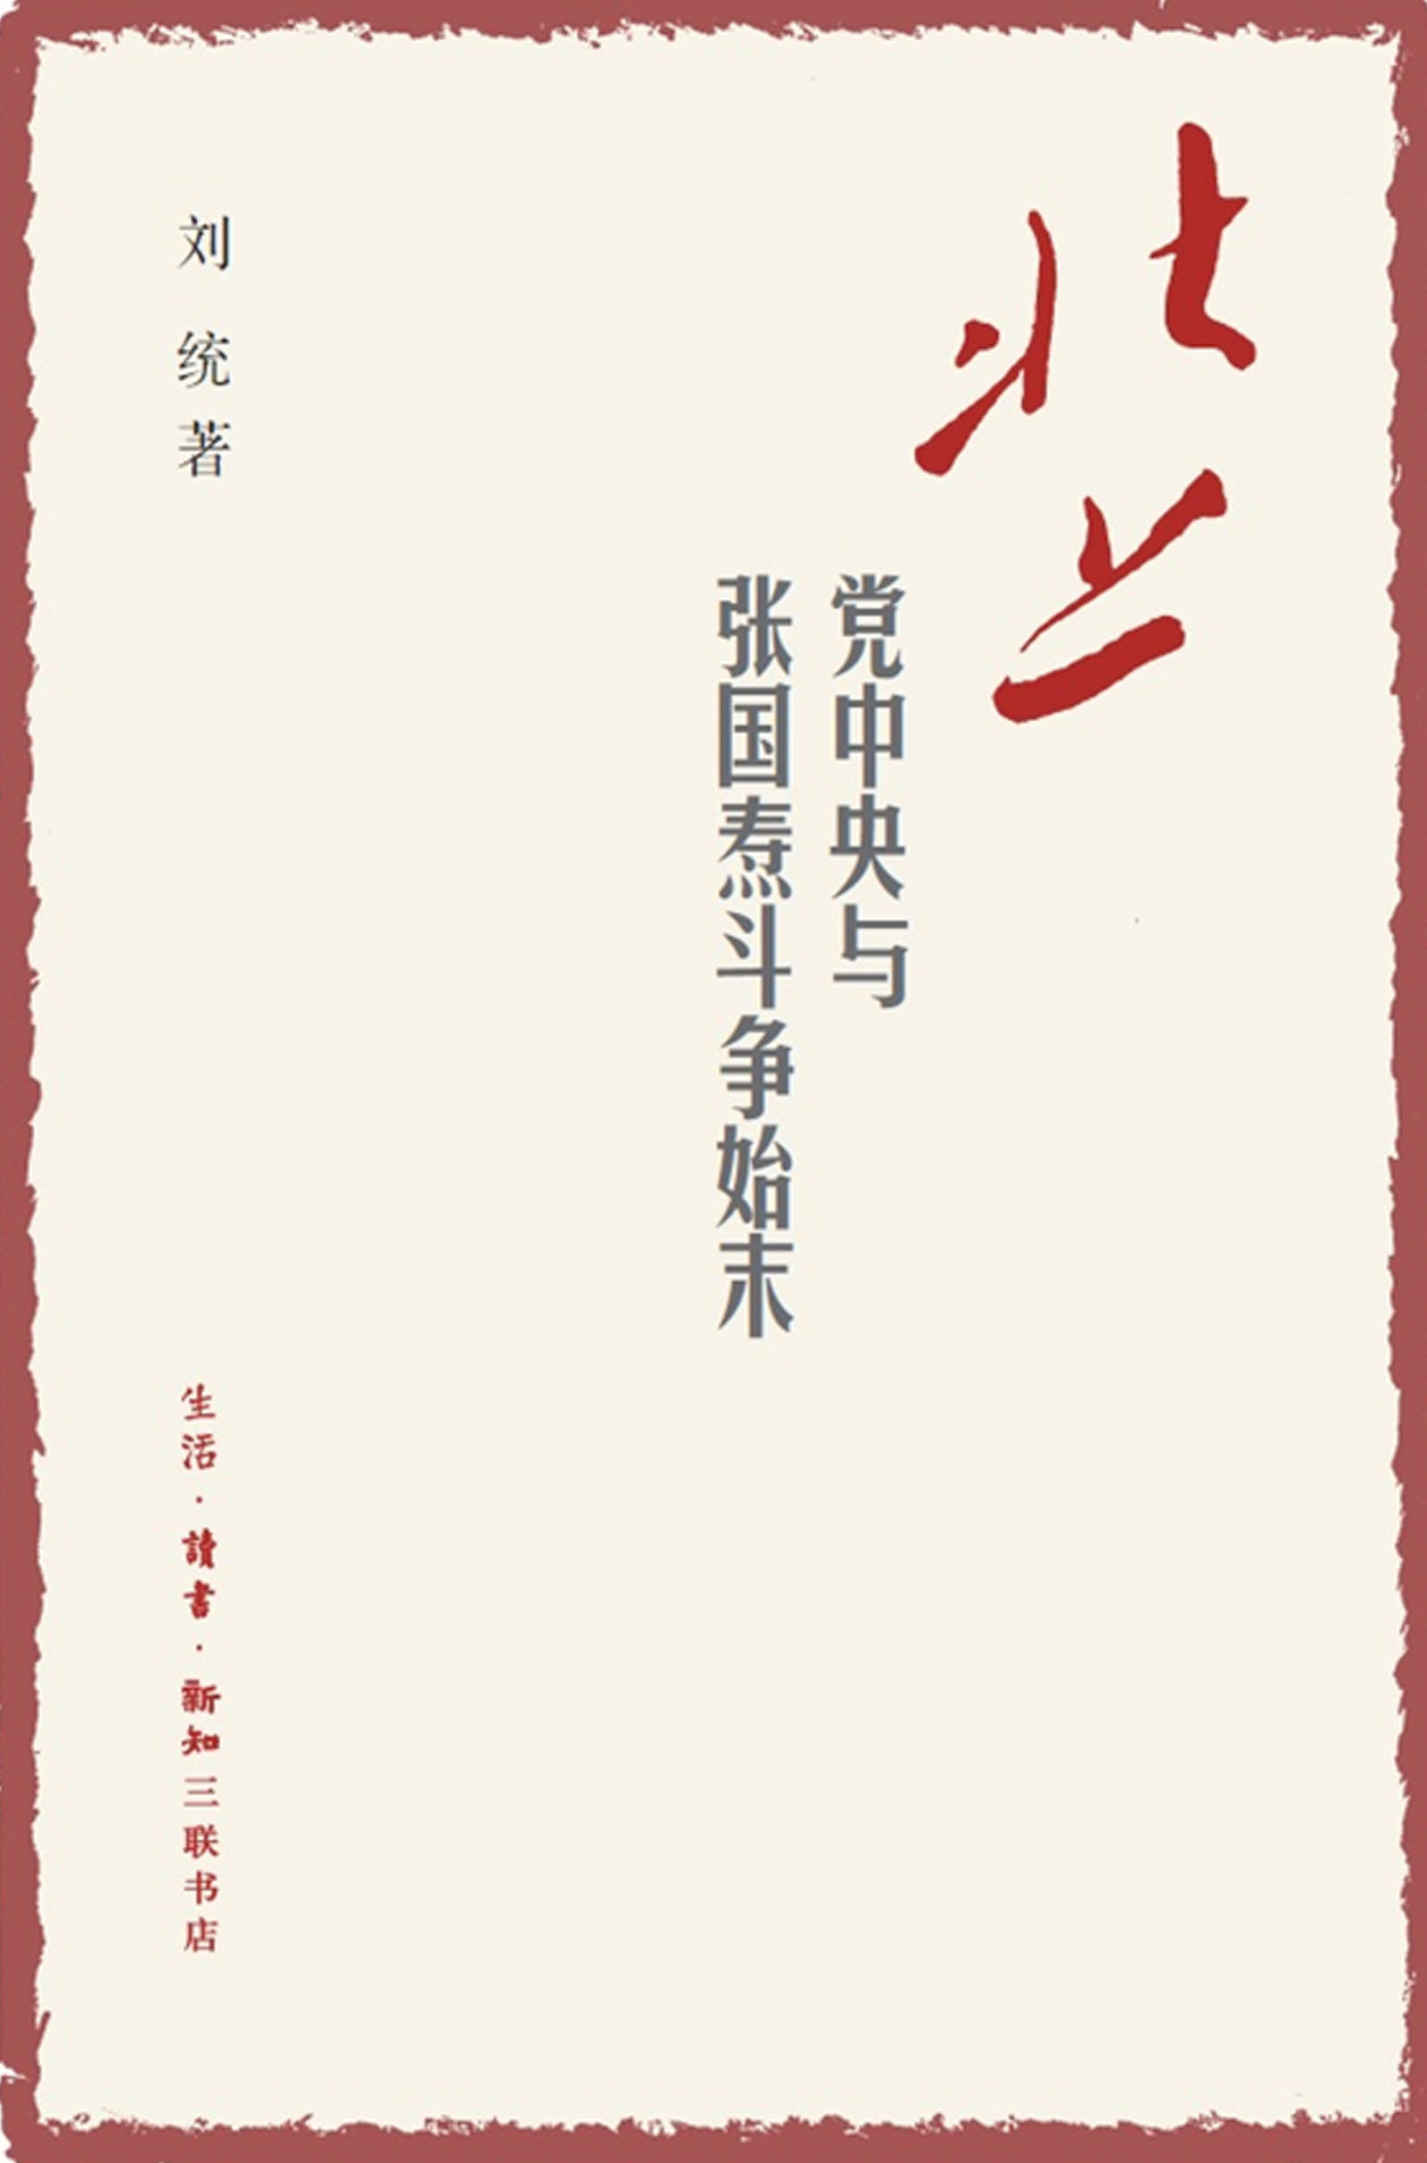 北上
党中央与
张国焘斗争始末
刘统著
生活·讀書·新知三联书店